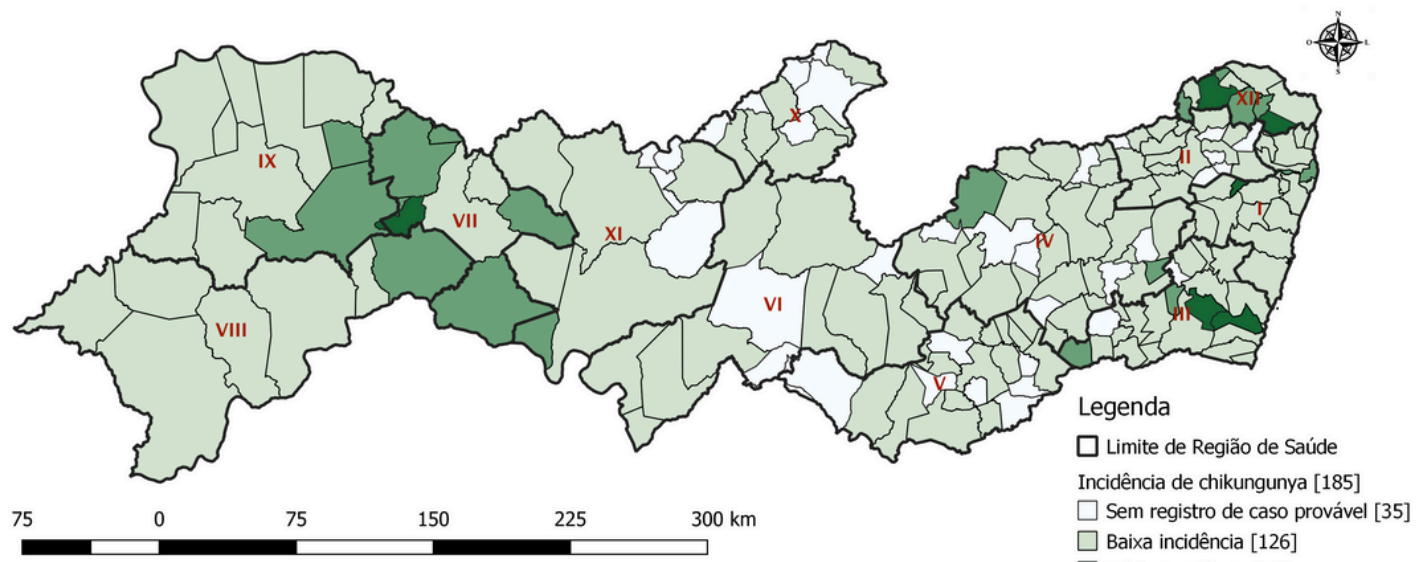 N
O
L
S
X
XII
II
IX
I
VII
XI
IV
VI
III
VIII
V
Legenda
Limite de Região de Saúde
Incidência de chikungunya [185]
Sem registro de caso provável [35]
Baixa incidência [126]
75 0 75 150 225 300 km